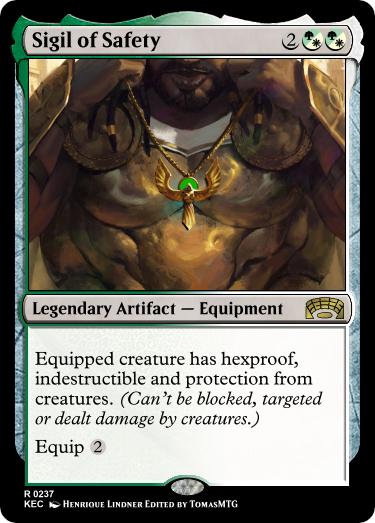 Sigil of Safety 2
Legendary Artifact — Equipment
Equipped creature has hexproof,
indestructible and protection from
creatures. (Can't be blocked, targeted
or dealt damage by creatures.)
Equip 2
R 0237
KEC Henrique Lindner Edited by TomasMTG